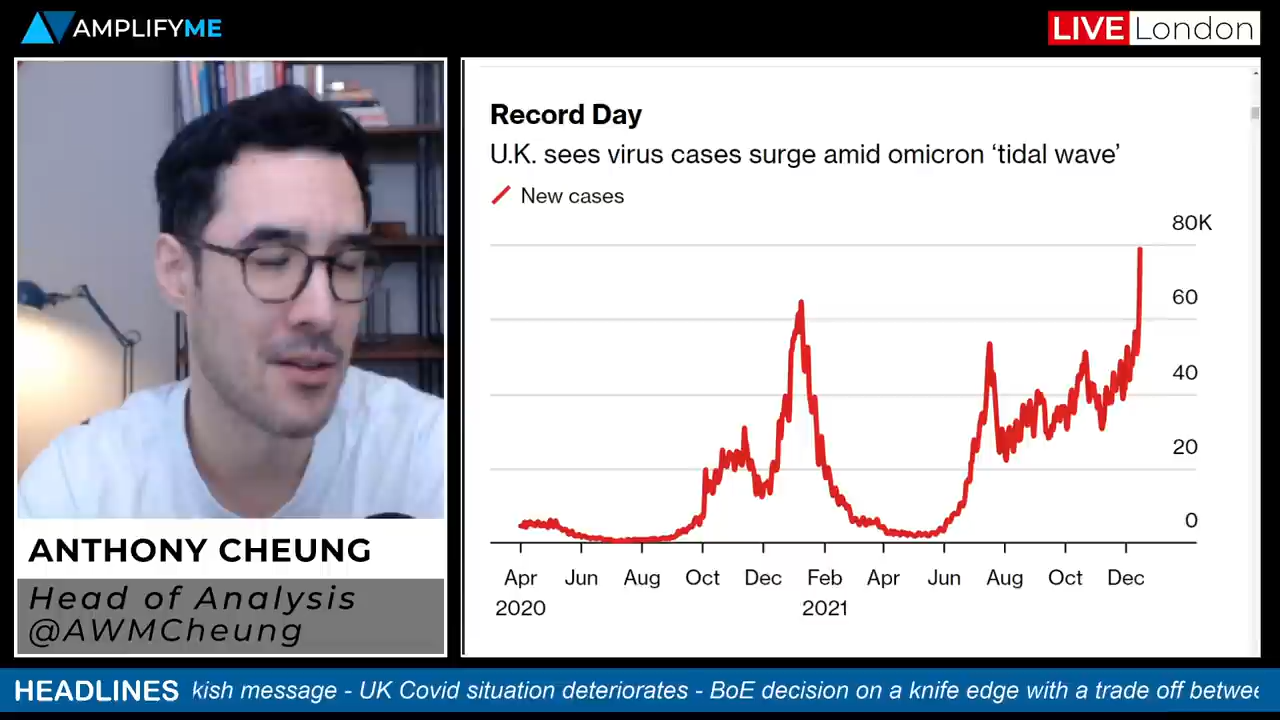 AMPLIFYME
LIVE London
Record Day
U.K. sees virus cases surge amid omicron ‘tidal wave’
New cases
80K
60
40
20
0
Apr Jun Aug Oct Dec Feb Apr Jun Aug Oct Dec
2020 2021
ANTHONY CHEUNG
Head of Analysis
@AWMCheung
HEADLINES kish message - UK Covid situation deteriorates - BoE decision on a knife edge with a trade off betwee